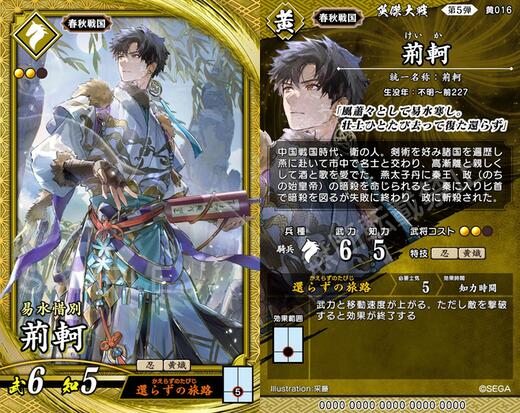 春秋戦国
易水惜別
荊軻
忍 黄熾
武6 知5
かえらずのたびじ
還らずの旅路
5
黄
春秋戦国
英傑大戦
第5弾
黄016
けいか
荊軻
統一名称:荊軻
生没年:不明~前227
「風蕭々として易水寒し。
壮士ひとたび去って復た還らず」
中国戦国時代、衛の人。剣術を好み諸国を遍歴し
燕に赴いて市中で名士と交わり、高漸離と親しくし
て酒と歌を愛でた。燕太子丹に秦王・政(のち
の始皇帝)の暗殺を命じられると、秦に入り匕首
で暗殺を図るが失敗に終わり、政に斬殺された。
兵種 武力 知力 武将コスト
騎兵 6 5 特技 忍 黄熾
かえらずのたびじ 必要士気 効果時間
還らずの旅路 5 知力時間
効果範囲
武力と移動速度が上がる。ただし敵を撃破
すると効果が終了する
Illustration:采藤
©SEGA
0000 0000 0000 0000 0000